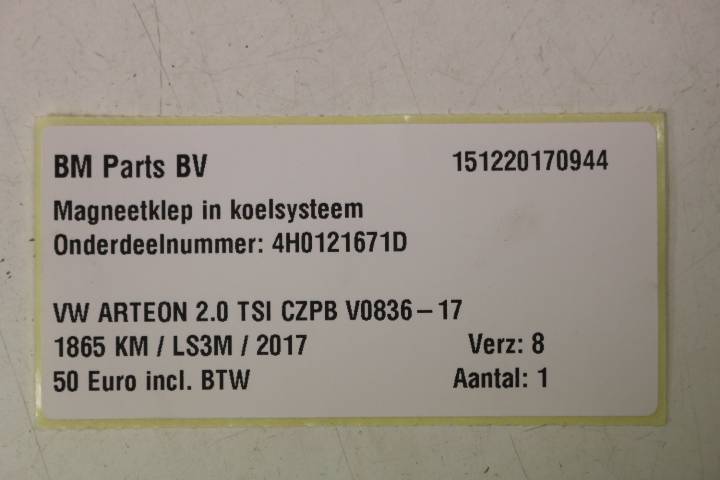 BM Parts BV 151220170944
Magneetklep in koelsysteem
Onderdeelnummer: 4H0121671D
VW ARTEON 2.0 TSI CZPB V0836-17
1865 KM / LS3M / 2017 Verz: 8
50 Euro incl. BTW Aantal: 1